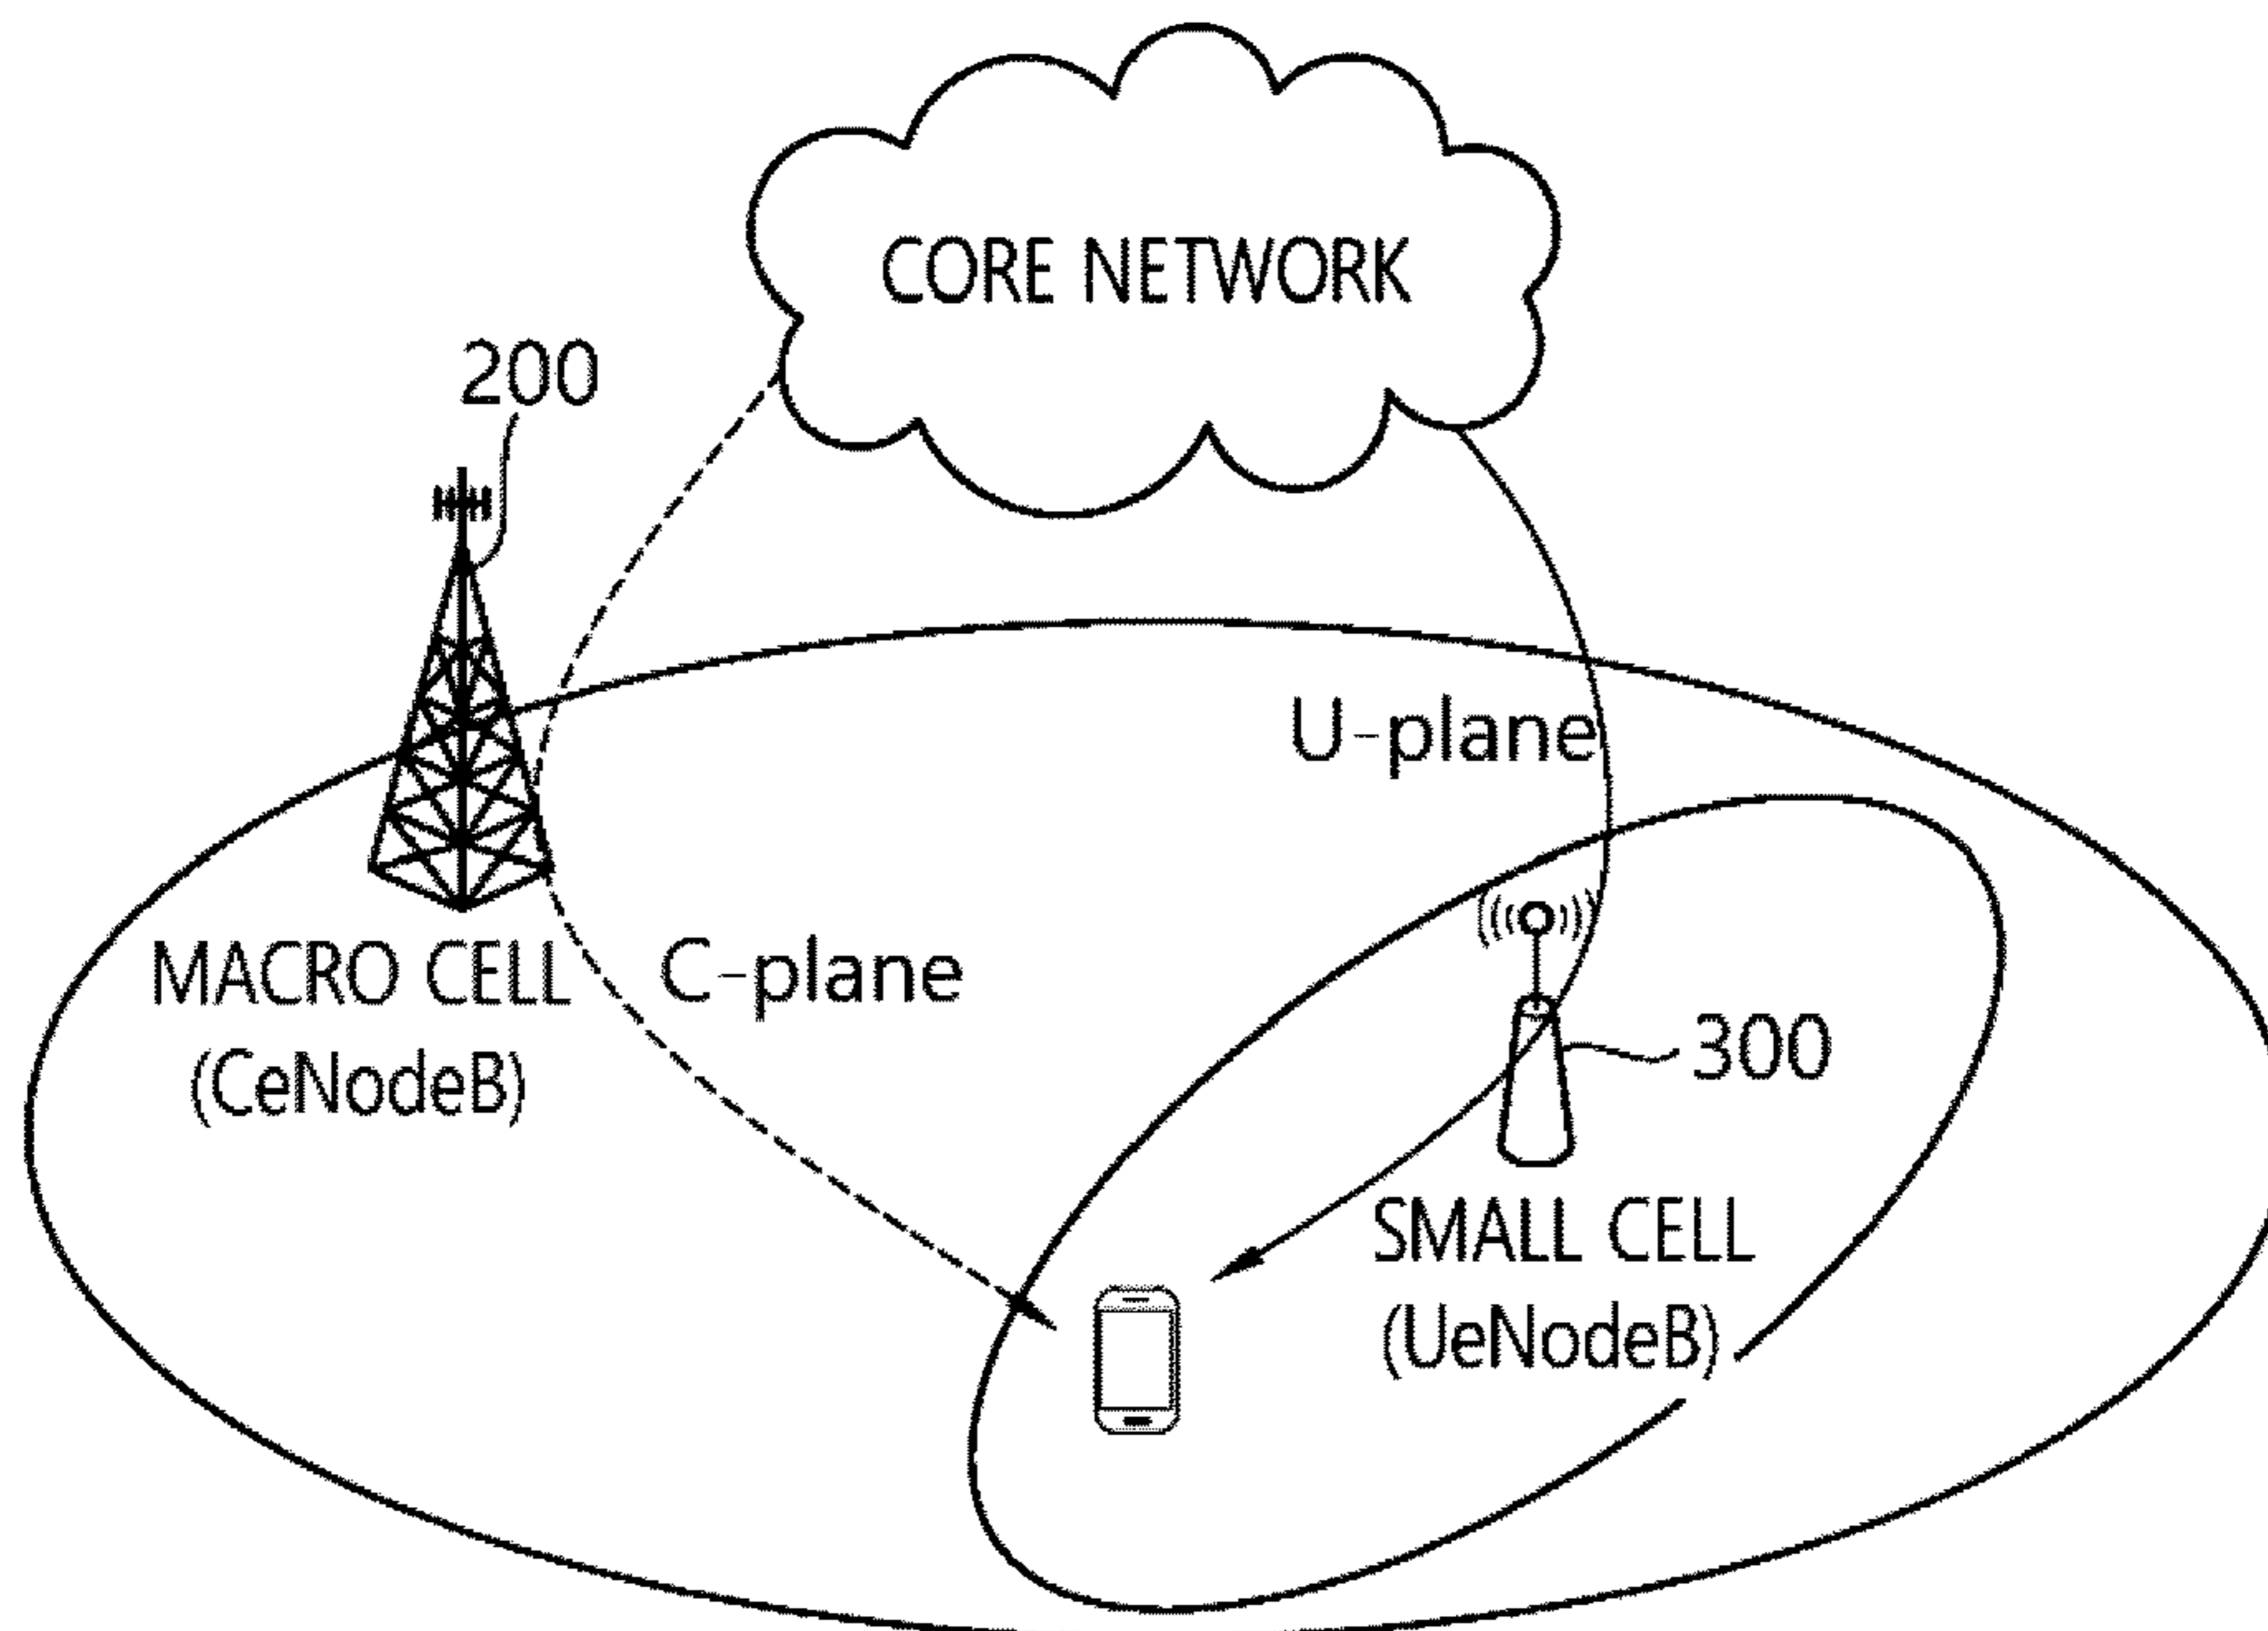 CORE NETWORK
200
U-plane
MACRO CELL
(CeNodeB)
C-plane
300
SMALL CELL
(UeNodeB)